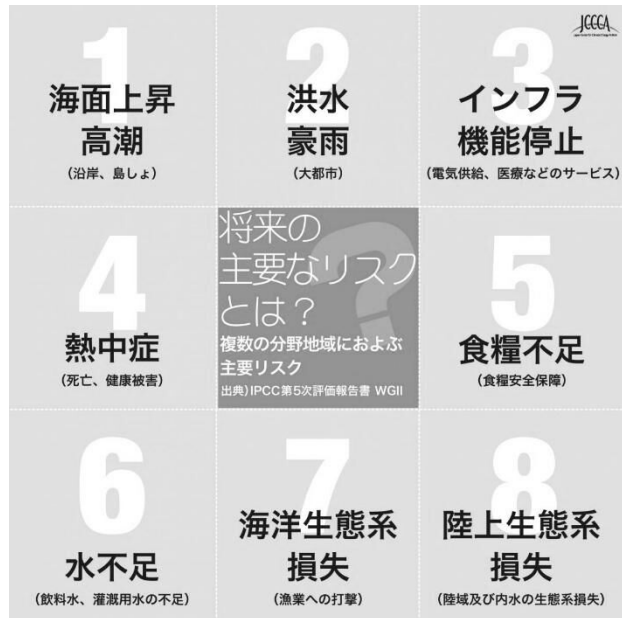 JCCCA
1
海面上昇
高潮
(沿岸、島しょ)
2
洪水
豪雨
(大都市)
3
インフラ
機能停止
(電気供給、医療などのサービス)
4
熱中症
(死亡、健康被害)
将来の
主要なリスク
とは?
複数の分野地域におよぶ
主要リスク
出典)IPCC第5次評価報告書 WGII
?
5
食糧不足
(食糧安全保障)
6
水不足
(飲料水、灌漑用水の不足)
7
海洋生態系
損失
(漁業への打撃)
8
陸上生態系
損失
(陸域及び内水の生態系損失)